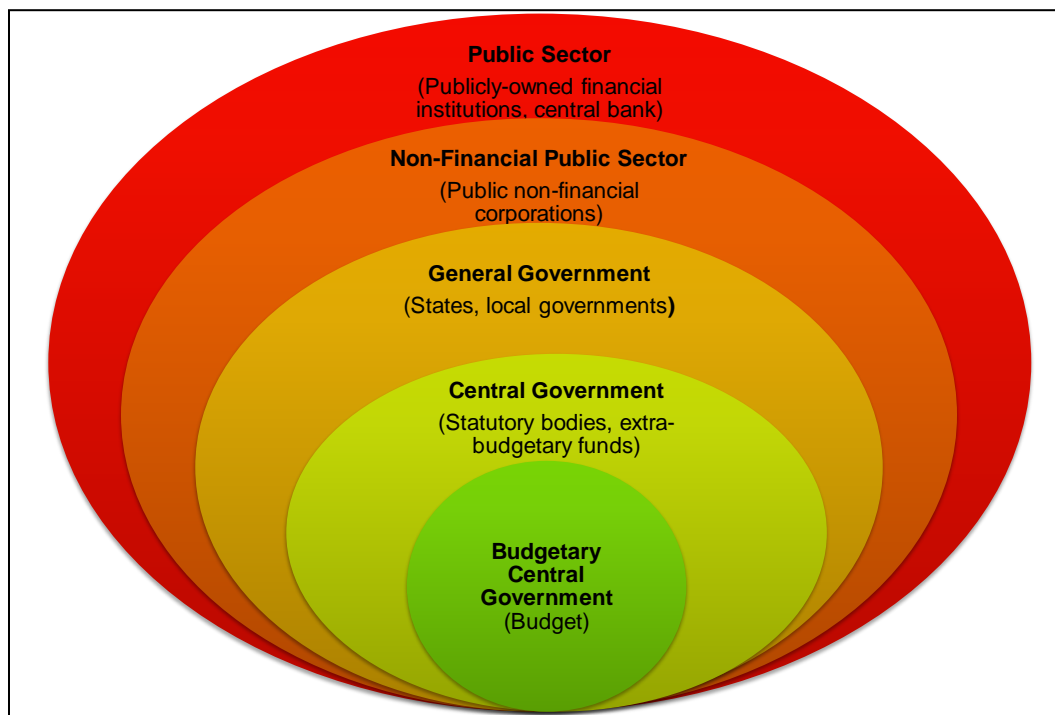 Public Sector
(Publicly-owned financial
institutions, central bank)
Non-Financial Public Sector
(Public non-financial
corporations)
General Government
(States, local governments)
Central Government
(Statutory bodies, extra-
budgetary funds)
Budgetary
Central
Government
(Budget)